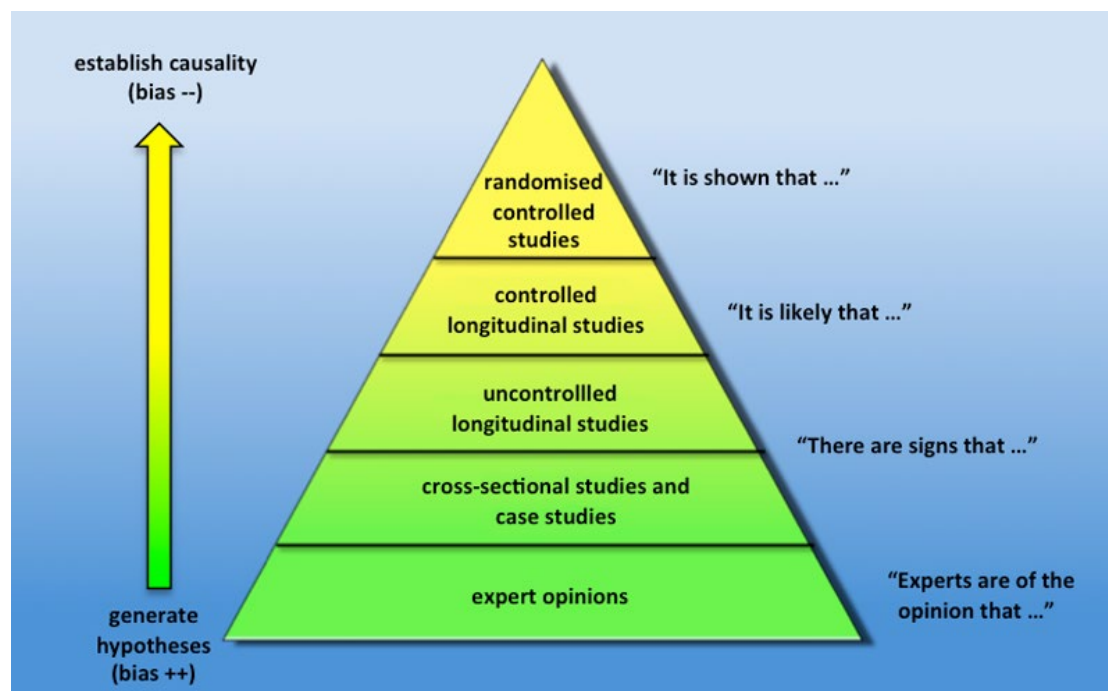 establish causality
(bias --)
randomised
controlled
studies
“It is shown that ...”
controlled
longitudinal studies
“It is likely that ...”
uncontrollled
longitudinal studies
“There are signs that ...”
cross-sectional studies and
case studies
expert opinions
“Experts are of the
opinion that ...”
generate
hypotheses
(bias ++)